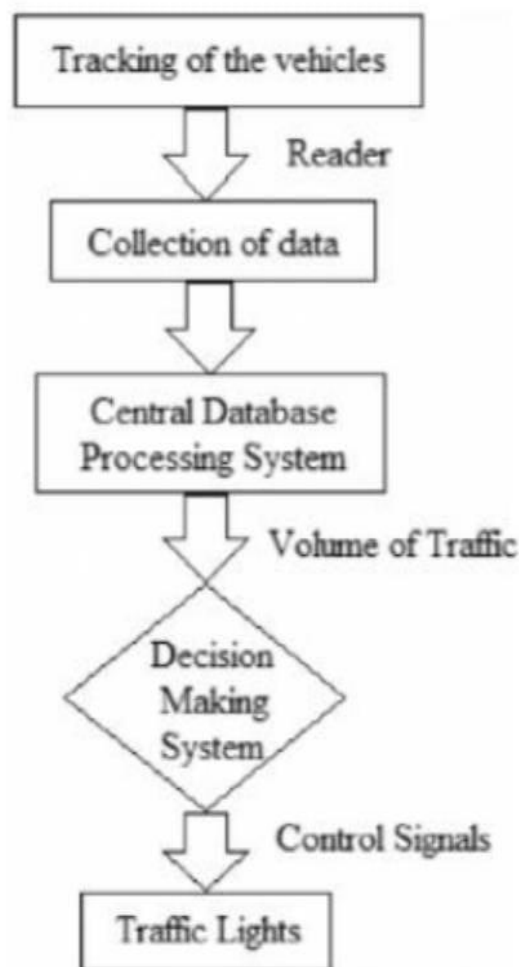 Tracking of the vehicles
Reader
Collection of data
Central Database
Processing System
Volume of Traffic
Decision
Making
System
Control Signals
Traffic Lights